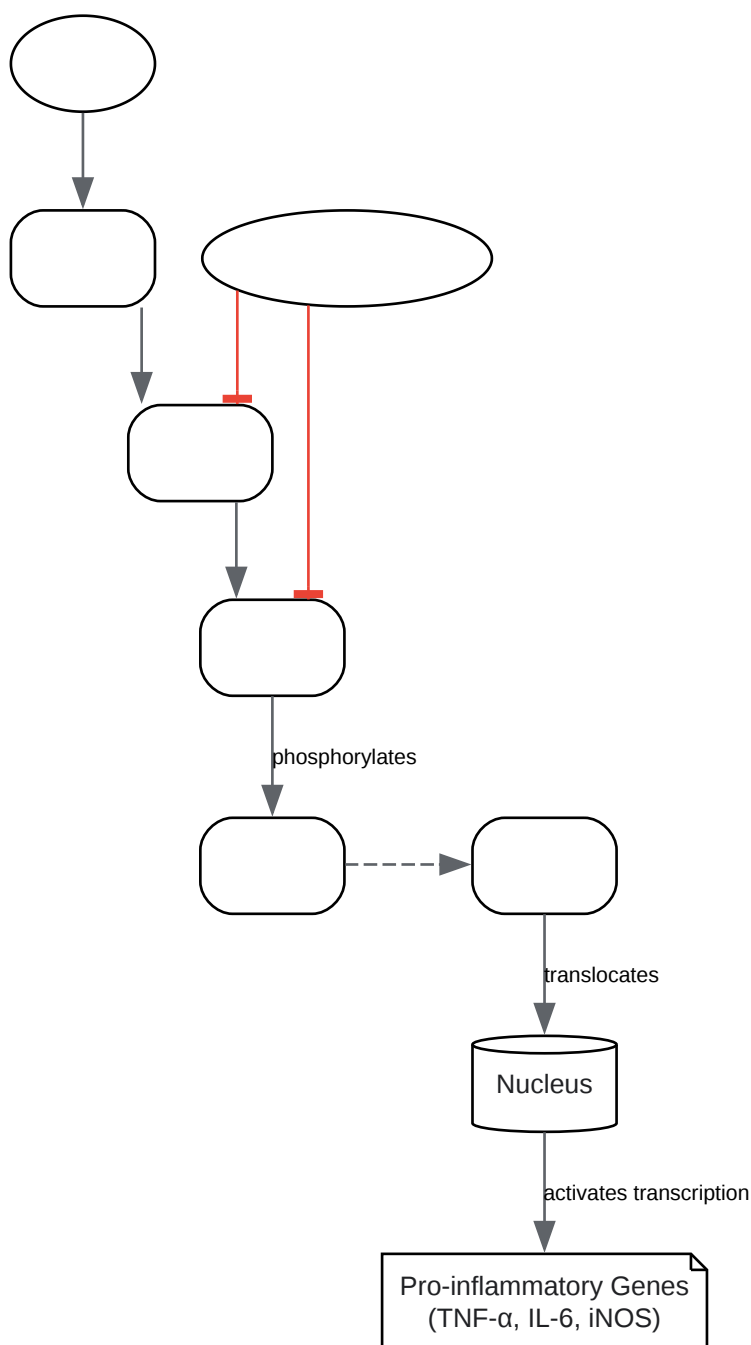 phosphorylates
translocates
Nucleus
activates transcription
Pro-inflammatory Genes
(TNF-α, IL-6, iNOS)